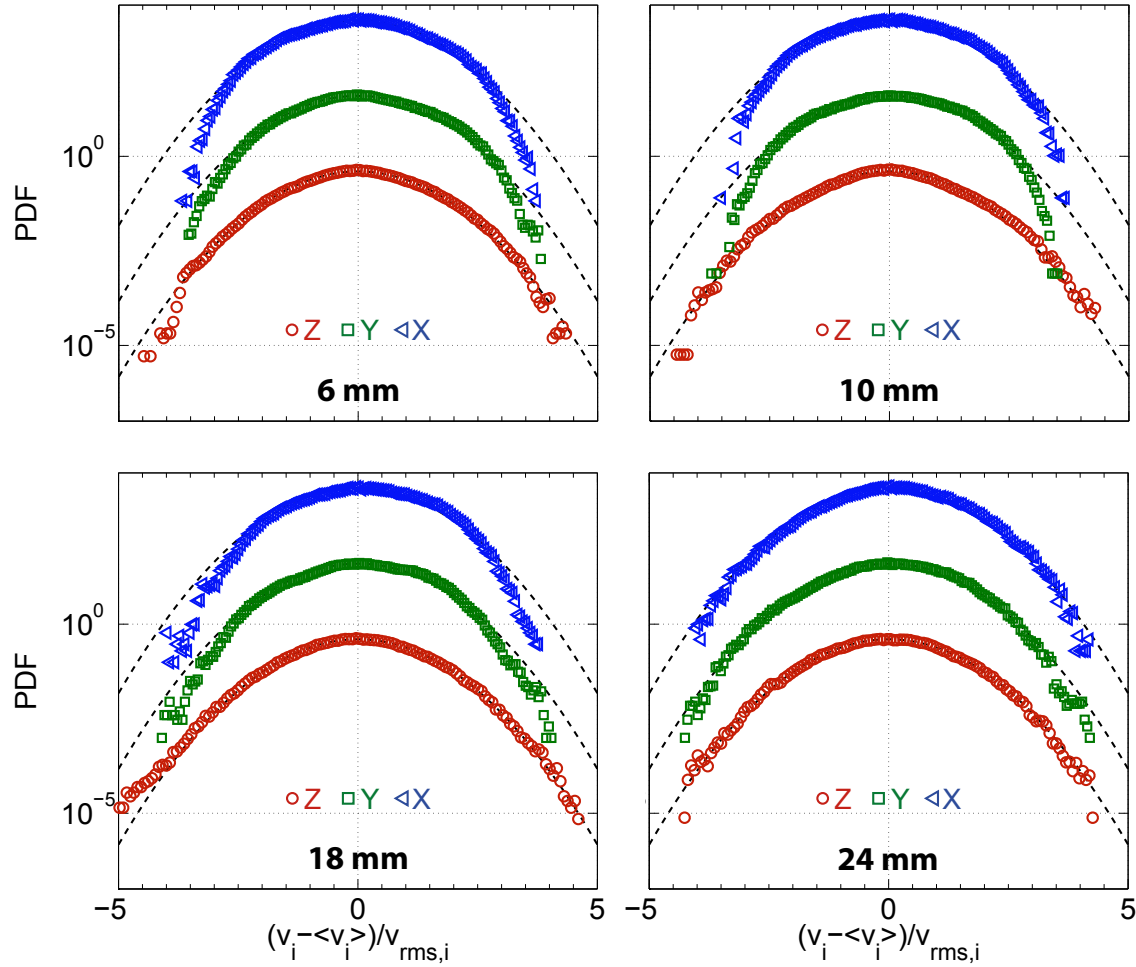 PDF
10^0
10^−5
Z Y X
6 mm
Z Y X
10 mm
PDF
10^0
10^−5
Z Y X
18 mm
Z Y X
24 mm
−5 0 5
0 5
(v_i−<v_i>)/v_rms,i
(v_i−<v_i>)/v_rms,i